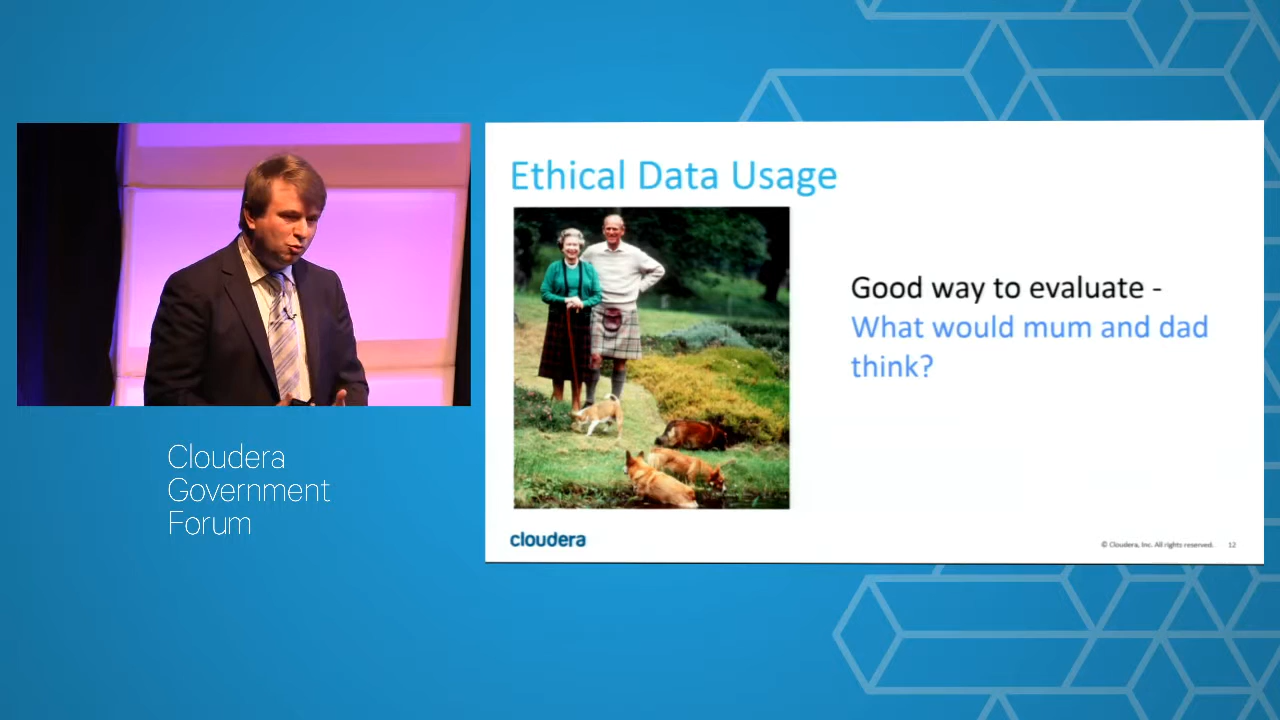 Ethical Data Usage
Good way to evaluate -
What would mum and dad
think?
cloudera
© Cloudera, Inc. All rights reserved. 12
Cloudera
Government
Forum